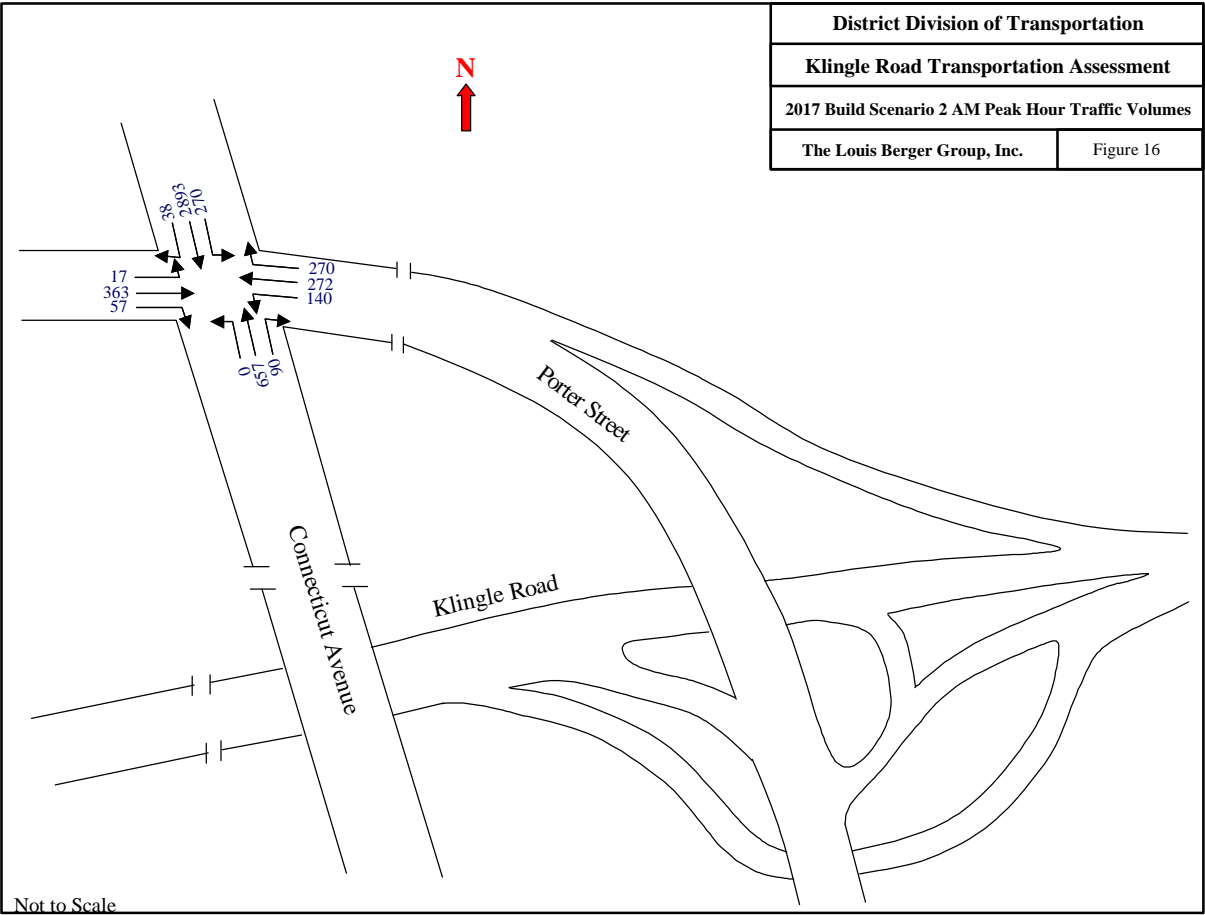 District Division of Transportation
Klingle Road Transportation Assessment
2017 Build Scenario 2 AM Peak Hour Traffic Volumes
The Louis Berger Group, Inc.
Figure 16
N
38
2893
270
17
363
57
270
272
140
0
657
90
Porter Street
Connecticut Avenue
Klingle Road
Not to Scale